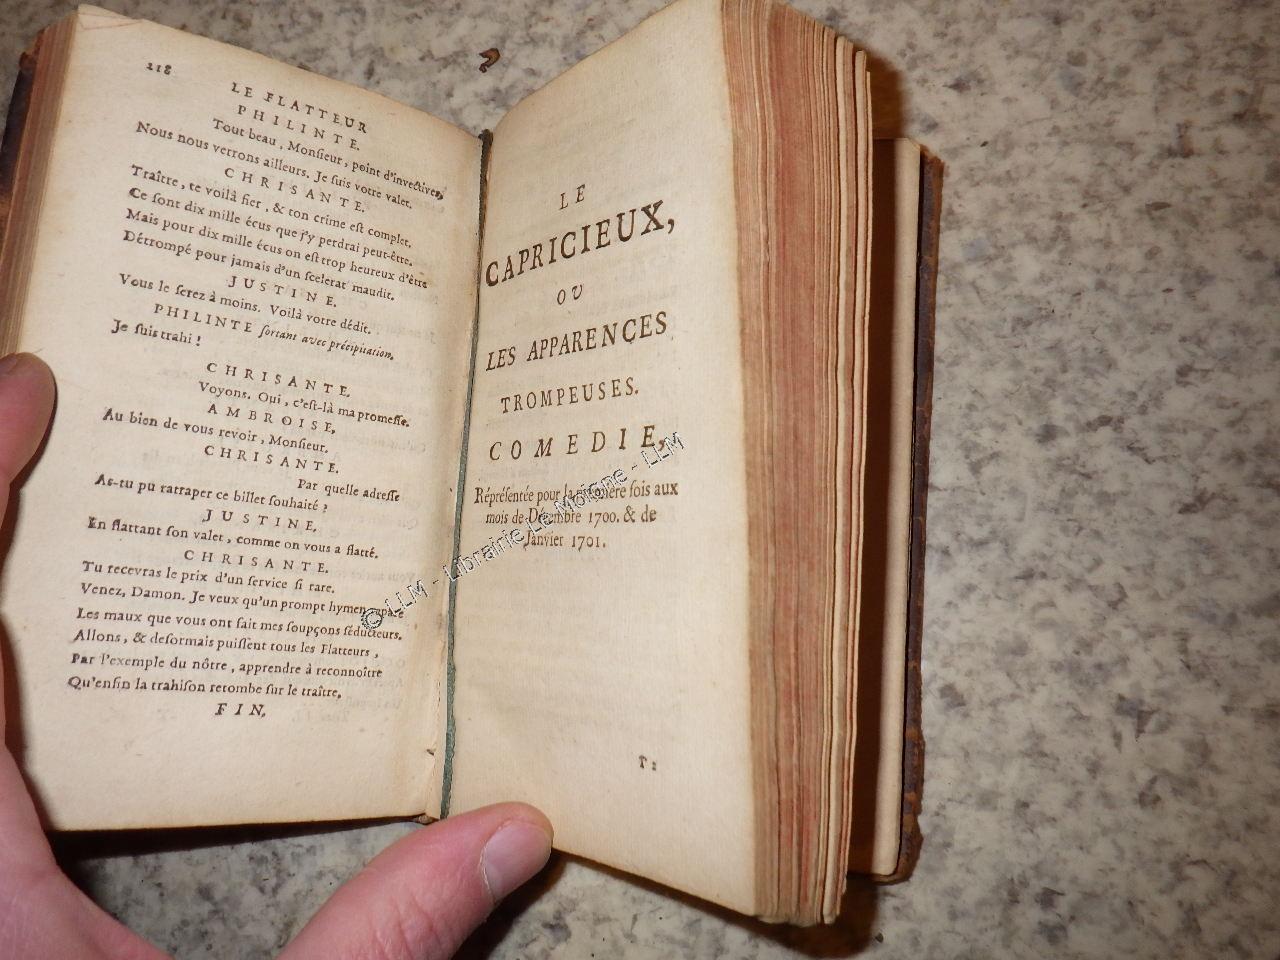 218
LE FLATTEUR
PHILINTE.
Tout beau, Monſieur, point d'invectives,
Nous nous verrons ailleurs. Je ſuis votre valet.
CHRISANTE.
Traître, te voilà fier, & ton crime eſt complet.
Ce ſont dix mille écus que j'y perdrai peut-être.
Mais pour dix mille écus on eſt trop heureux d'être
Détrompé pour jamais d'un ſcelerat maudit.
JUSTINE.
Vous le ſerez à moins. Voilà votre dédit.
PHILINTE ſortant avec précipitation.
Je ſuis trahi !
CHRISANTE.
Voyons. Oui, c'eſt-là ma promeſſe.
AMBROISE,
Au bien de vous revoir, Monſieur.
CHRISANTE.
Par quelle adreſſe
As-tu pu ratraper ce billet ſouhaité ?
JUSTINE,
En flattant ſon valet, comme on vous a flatté.
CHRISANTE.
Tu recevras le prix d'un ſervice ſi rare.
Venez, Damon. Je veux qu'un prompt hymen
Les maux que vous ont fait mes ſoupçons ſéducteurs.
Allons, & deſormais puiſſent tous les Flatteurs,
Par l'exemple du nôtre, apprendre à reconnoître
Qu'enfin la trahiſon retombe ſur le traître,
FIN,
LE
CAPRICIEUX,
OU
LES APPARENCES
TROMPEUSES.
COMEDIE,
Répréſentée pour la première fois aux
mois de Décembre 1700. & de
Janvier 1701.
T 2
© LLM - Librairie Le Moigne - LLM